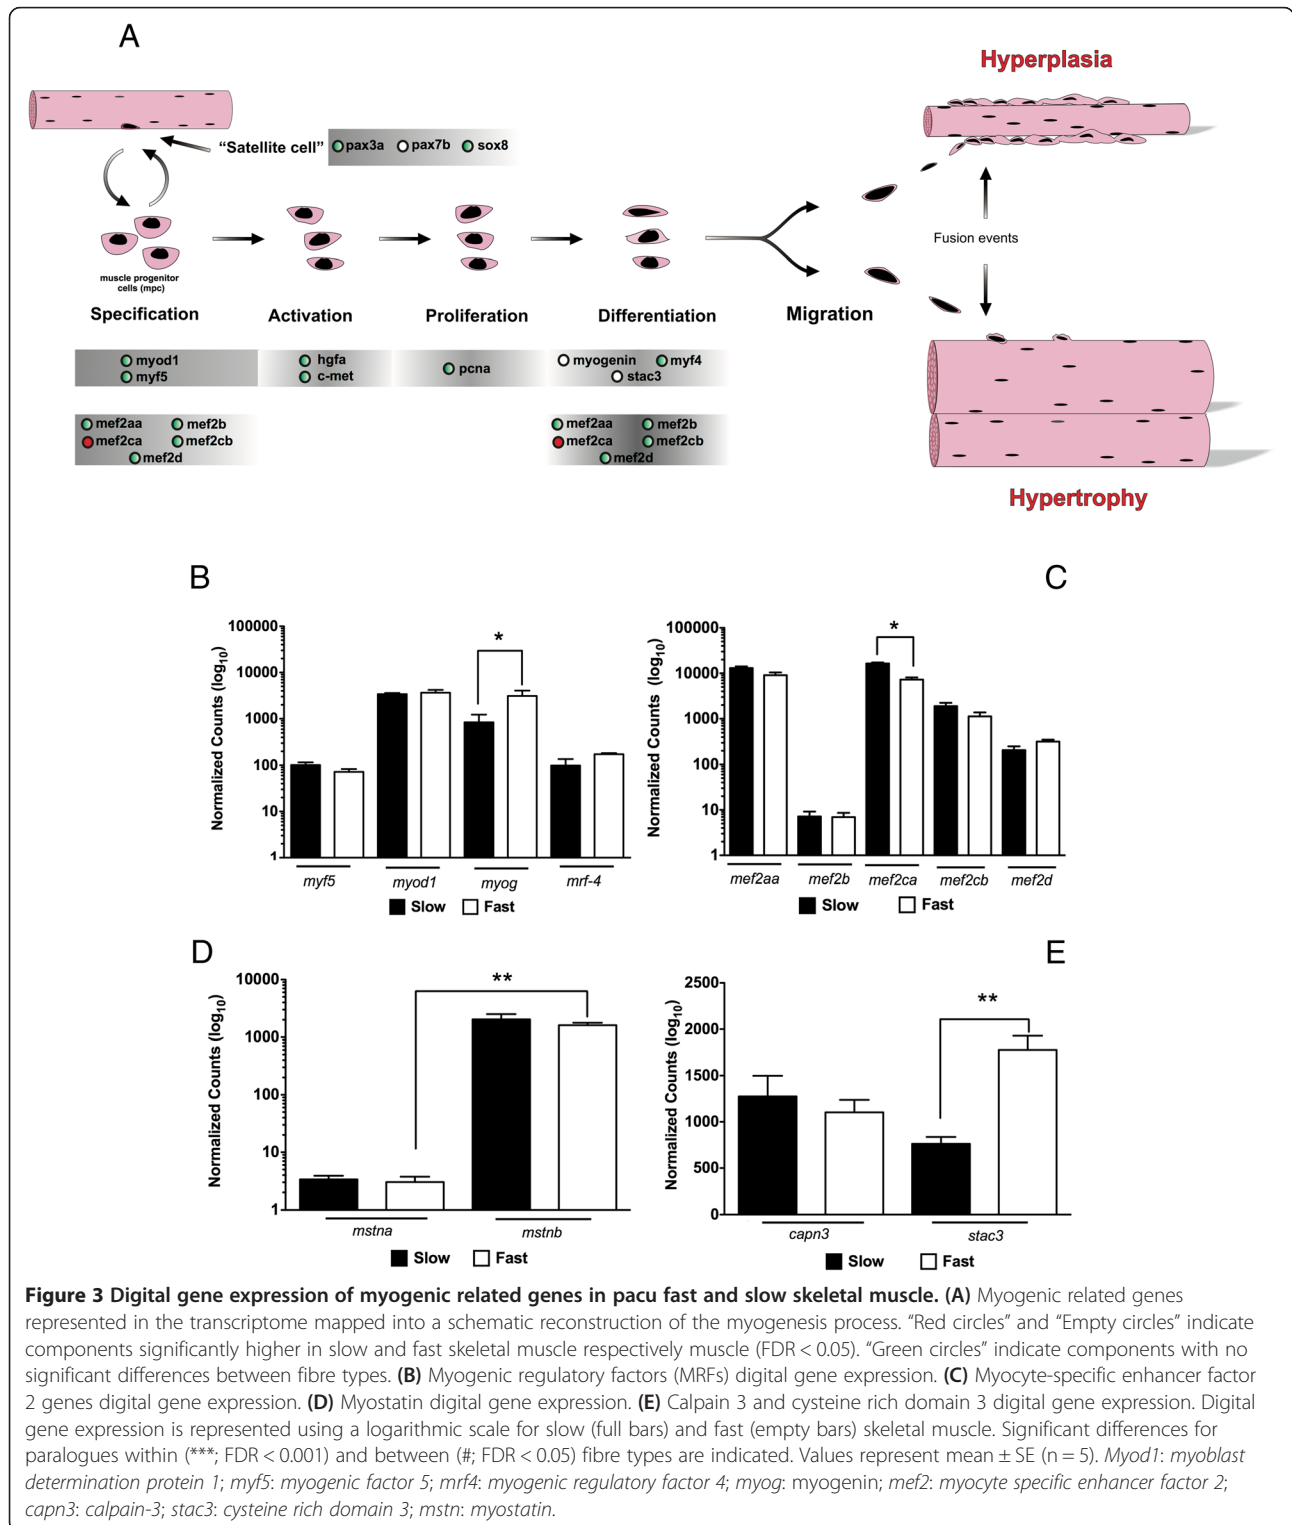 A
Hyperplasia
"Satellite cell"
pax3a pax7b sox8
Fusion events
muscle progenitor
cells (mpc)
Specification Activation Proliferation Differentiation Migration
myod1
myf5
hgfa
c-met
pcna
myogenin myf4
stac3
mef2aa mef2b
mef2ca mef2cb
mef2d
mef2aa mef2b
mef2ca mef2cb
mef2d
Hypertrophy
B
Normalized Counts (log10)
100000
10000
1000
100
10
1
*
myf5 myod1 myog mrf-4
Slow Fast
C
Normalized Counts (log10)
100000
10000
1000
100
10
1
*
mef2aa mef2b mef2ca mef2cb mef2d
Slow Fast
D
Normalized Counts (log10)
10000
1000
100
10
1
**
mstna mstnb
Slow Fast
E
Normalized Counts (log10)
2500
2000
1500
1000
500
0
**
capn3 stac3
Slow Fast
Figure 3 Digital gene expression of myogenic related genes in pacu fast and slow skeletal muscle. (A) Myogenic related genes
represented in the transcriptome mapped into a schematic reconstruction of the myogenesis process. “Red circles” and “Empty circles” indicate
components significantly higher in slow and fast skeletal muscle respectively muscle (FDR < 0.05). “Green circles” indicate components with no
significant differences between fibre types. (B) Myogenic regulatory factors (MRFs) digital gene expression. (C) Myocyte-specific enhancer factor
2 genes digital gene expression. (D) Myostatin digital gene expression. (E) Calpain 3 and cysteine rich domain 3 digital gene expression. Digital
gene expression is represented using a logarithmic scale for slow (full bars) and fast (empty bars) skeletal muscle. Significant differences for
paralogues within (***; FDR < 0.001) and between (#; FDR < 0.05) fibre types are indicated. Values represent mean ± SE (n = 5). Myod1: myoblast
determination protein 1; myf5: myogenic factor 5; mrf4: myogenic regulatory factor 4; myog: myogenin; mef2: myocyte specific enhancer factor 2;
capn3: calpain-3; stac3: cysteine rich domain 3; mstn: myostatin.